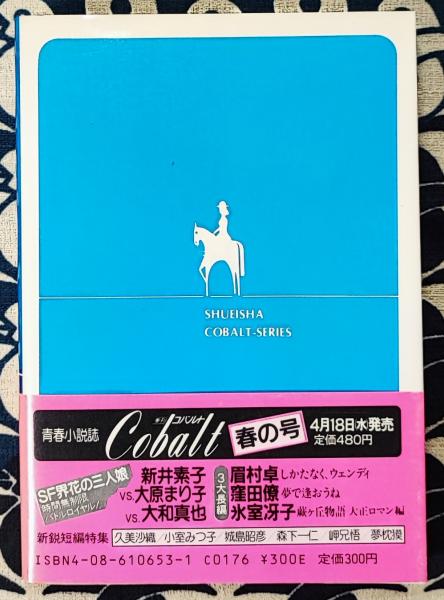 SHUEISHA
COBALT-SERIES
青春小説誌
季刊コバルト
Cobalt
春の号
4月18日(水)発売
定価480円
SF界花の三人娘
時間無制限
バトルロイヤル!
新井素子
vs.大原まり子
vs.大和真也
3大長編
眉村卓 しかたなく、ウェンディ
窪田僚 夢で逢おうね
氷室冴子 蔵ヶ丘物語 大正ロマン編
新鋭短編特集
久美沙織/小室みつ子/城島昭彦/森下一仁/岬兄悟/夢枕獏
ISBN4-08-610653-1 C0176 ¥300E 定価300円